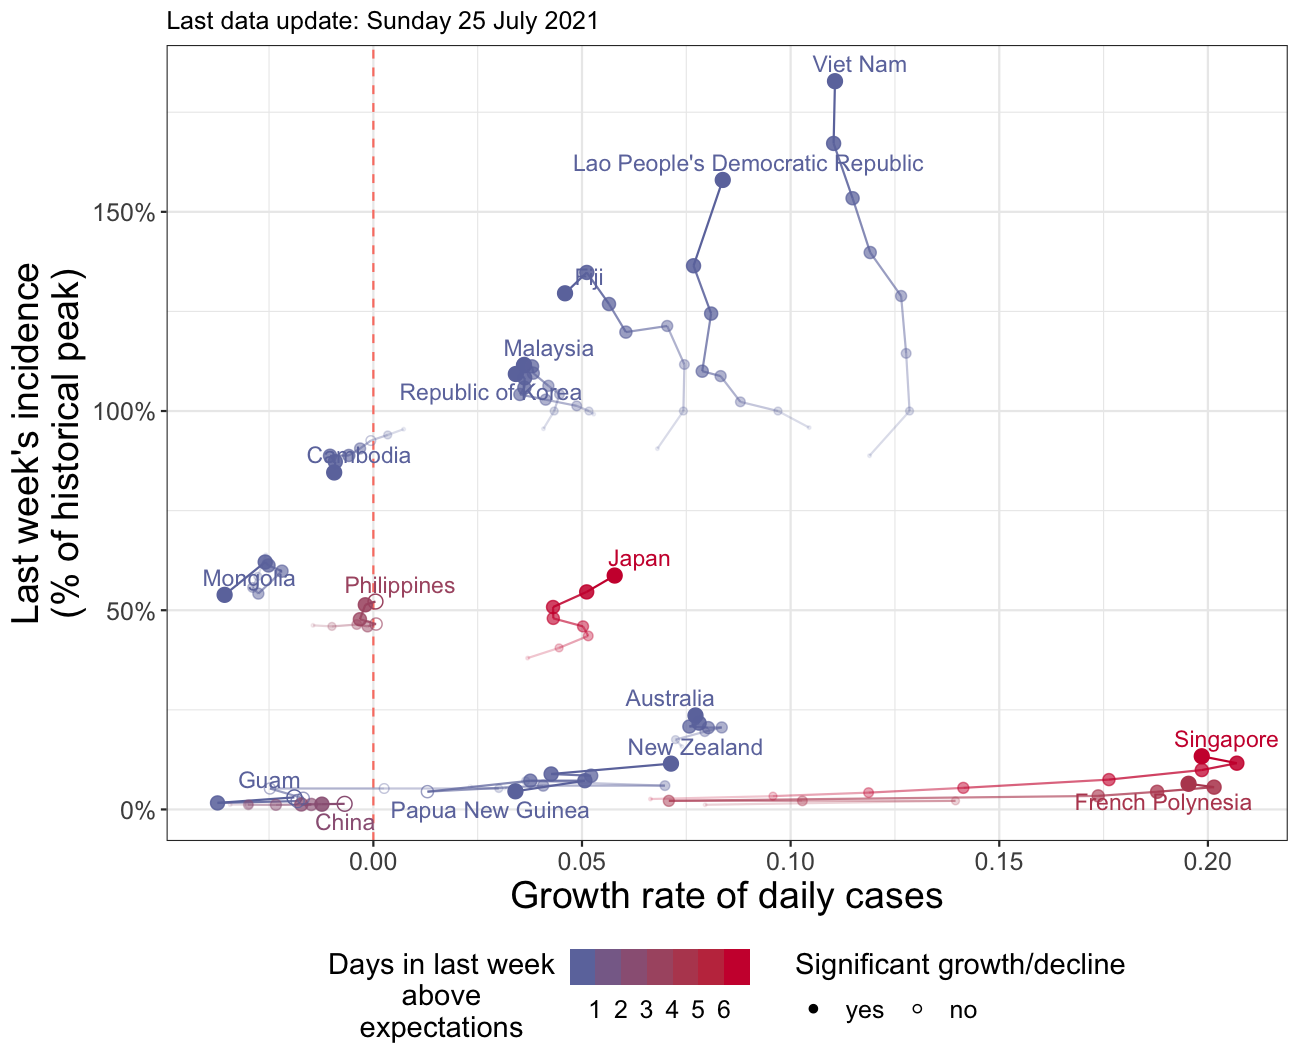 Last data update: Sunday 25 July 2021
Viet Nam
Lao People's Democratic Republic
150%
Fiji
Malaysia
Republic of Korea
100%
Cambodia
Last week's incidence
(% of historical peak)
Japan
Mongolia
Philippines
50%
Australia
New Zealand
Singapore
Guam
French Polynesia
Papua New Guinea
0%
China
0.00 0.05 0.10 0.15 0.20
Growth rate of daily cases
Days in last week
above
expectations
1 2 3 4 5 6
Significant growth/decline
yes no